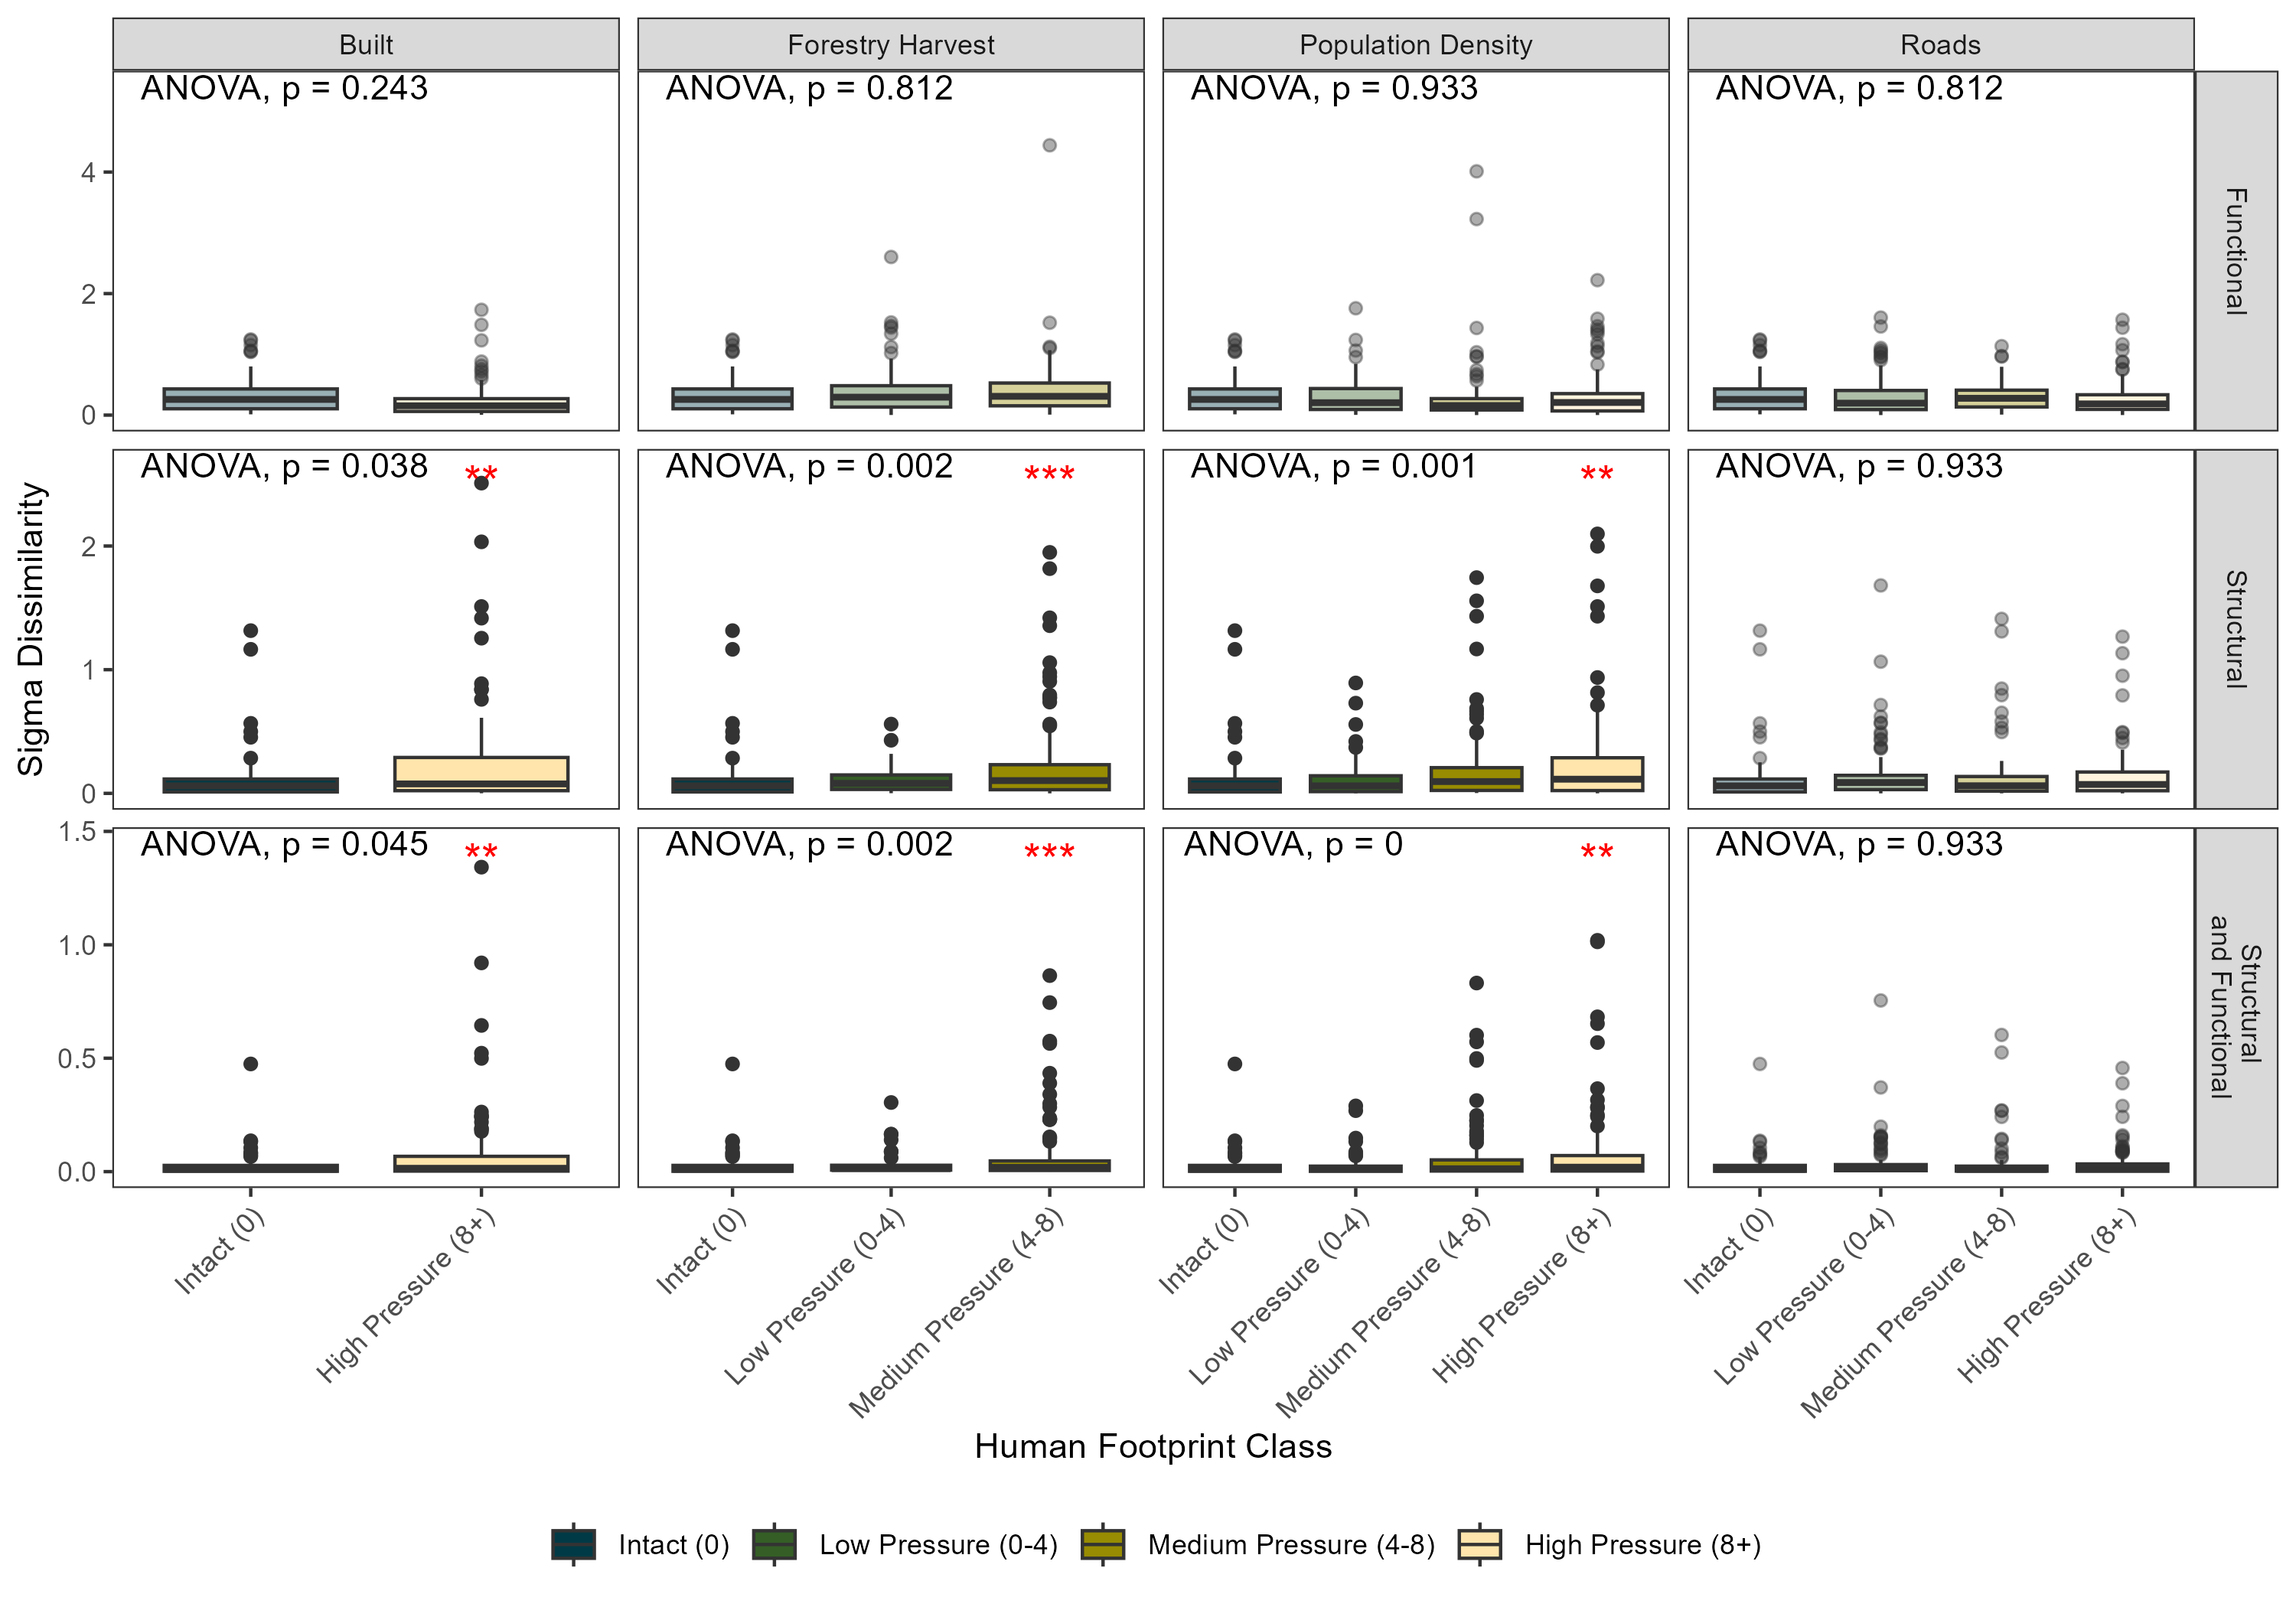 Built
Forestry Harvest
Population Density
Roads
ANOVA, p = 0.243
ANOVA, p = 0.812
ANOVA, p = 0.933
ANOVA, p = 0.812
4
2
0
Functional
ANOVA, p = 0.038
**
ANOVA, p = 0.002
***
ANOVA, p = 0.001
**
ANOVA, p = 0.933
2
1
0
Structural
Sigma Dissimilarity
ANOVA, p = 0.045
**
ANOVA, p = 0.002
***
ANOVA, p = 0
**
ANOVA, p = 0.933
1.5
1.0
0.5
0.0
Structural
and Functional
Intact (0)
High Pressure (8+)
Intact (0)
Low Pressure (0-4)
Medium Pressure (4-8)
Intact (0)
Low Pressure (0-4)
Medium Pressure (4-8)
High Pressure (8+)
Intact (0)
Low Pressure (0-4)
Medium Pressure (4-8)
High Pressure (8+)
Human Footprint Class
Intact (0)
Low Pressure (0-4)
Medium Pressure (4-8)
High Pressure (8+)